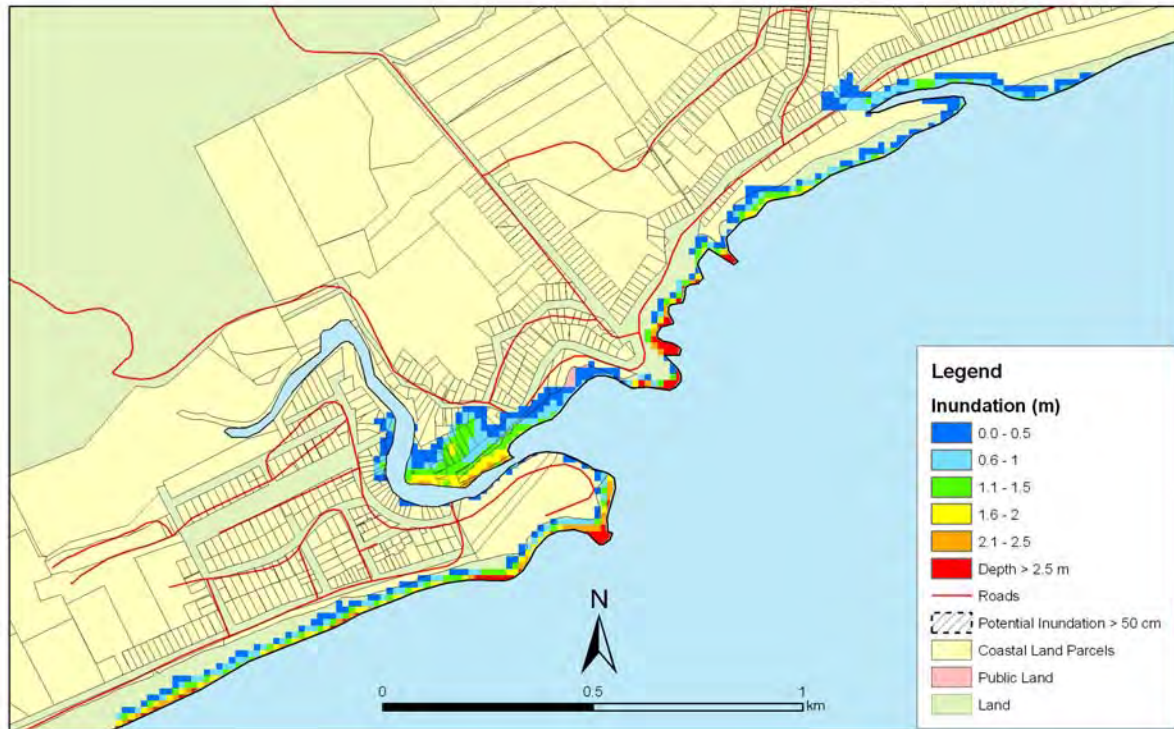 Legend
Inundation (m)
0.0 - 0.5
0.6 - 1
1.1 - 1.5
1.6 - 2
2.1 - 2.5
Depth > 2.5 m
Roads
Potential Inundation > 50 cm
Coastal Land Parcels
Public Land
Land
N
0 0.5 1
km